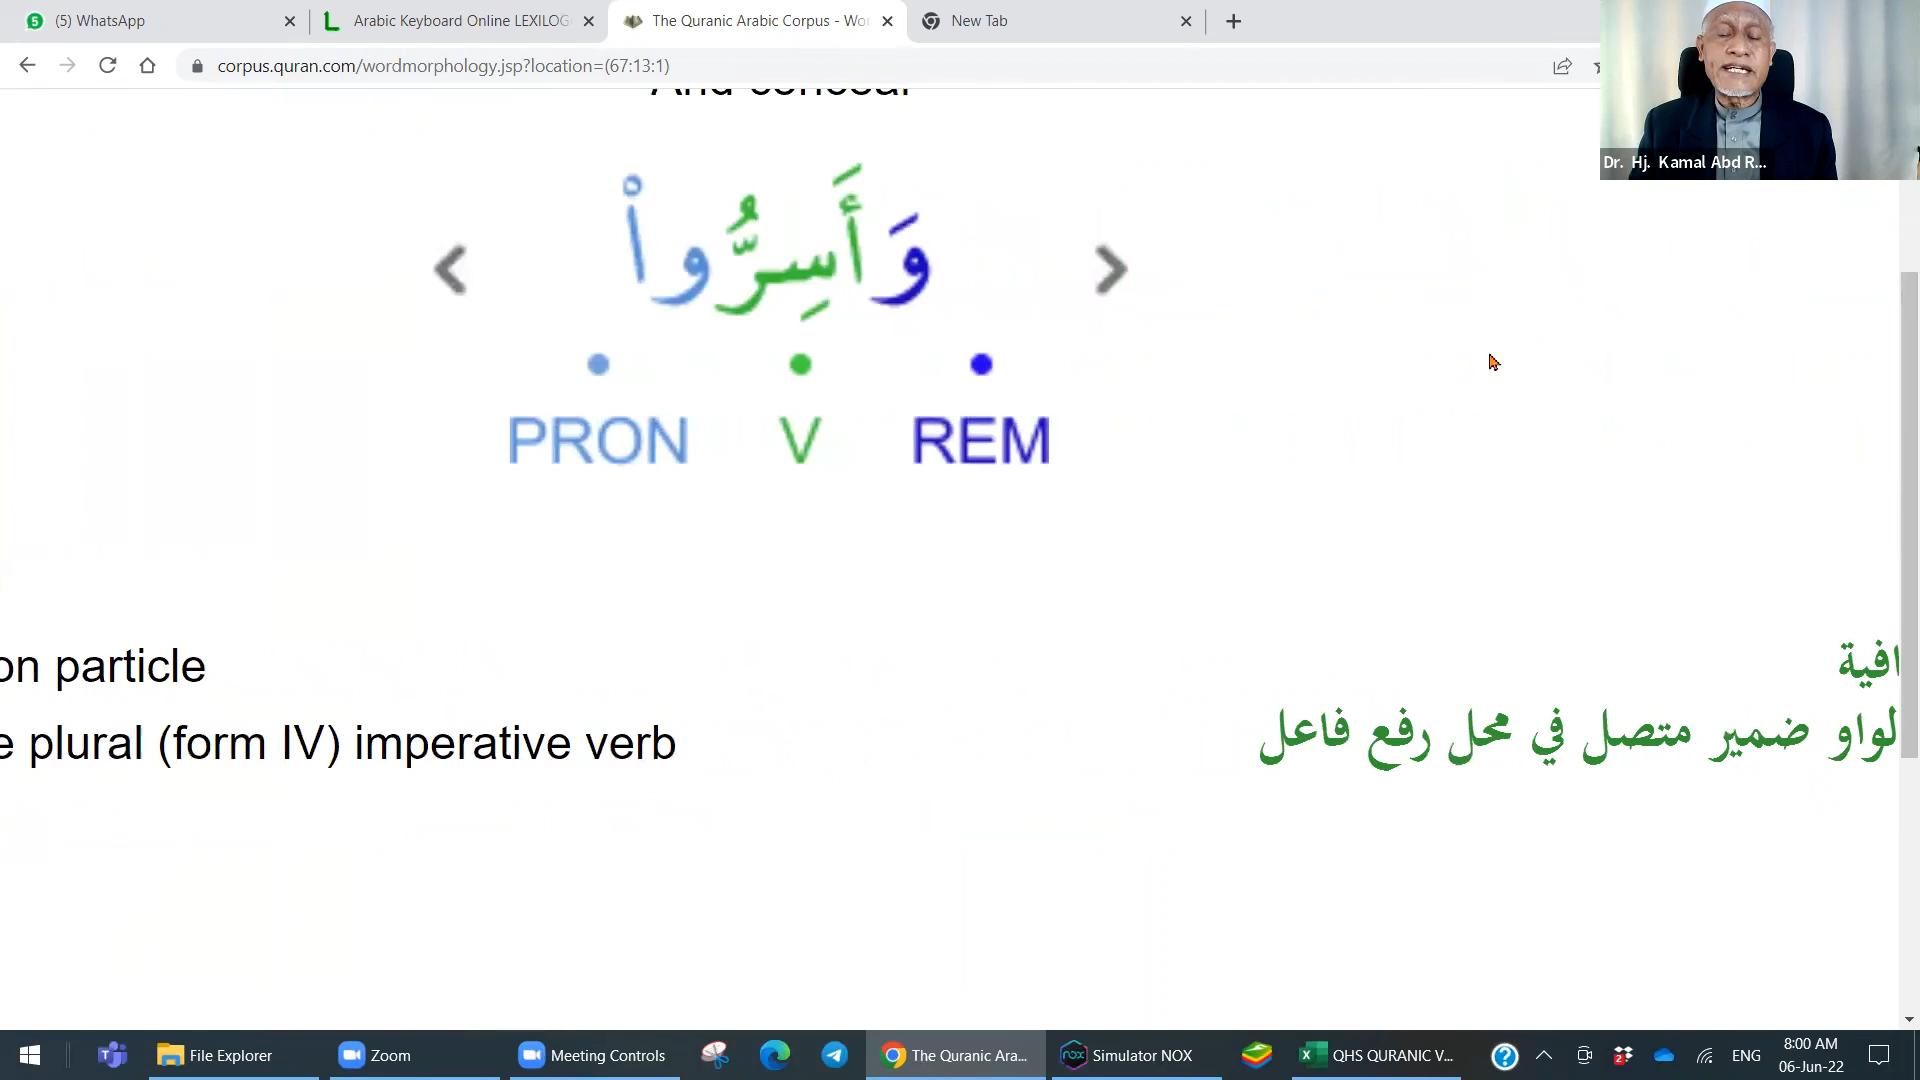 (5) WhatsApp
Arabic Keyboard Online LEXILOG
The Quranic Arabic Corpus - Wor
New Tab
corpus.quran.com/wordmorphology.jsp?location=(67:13:1)
And conceal
وَأَسِرُّوا۟
PRON V REM
on particle
افية
e plural (form IV) imperative verb
لواو ضمير متصل في محل رفع فاعل
Dr. Hj. Kamal Abd R...
File Explorer
Zoom
Meeting Controls
The Quranic Ara...
Simulator NOX
QHS QURANIC V...
ENG
8:00 AM
06-Jun-22